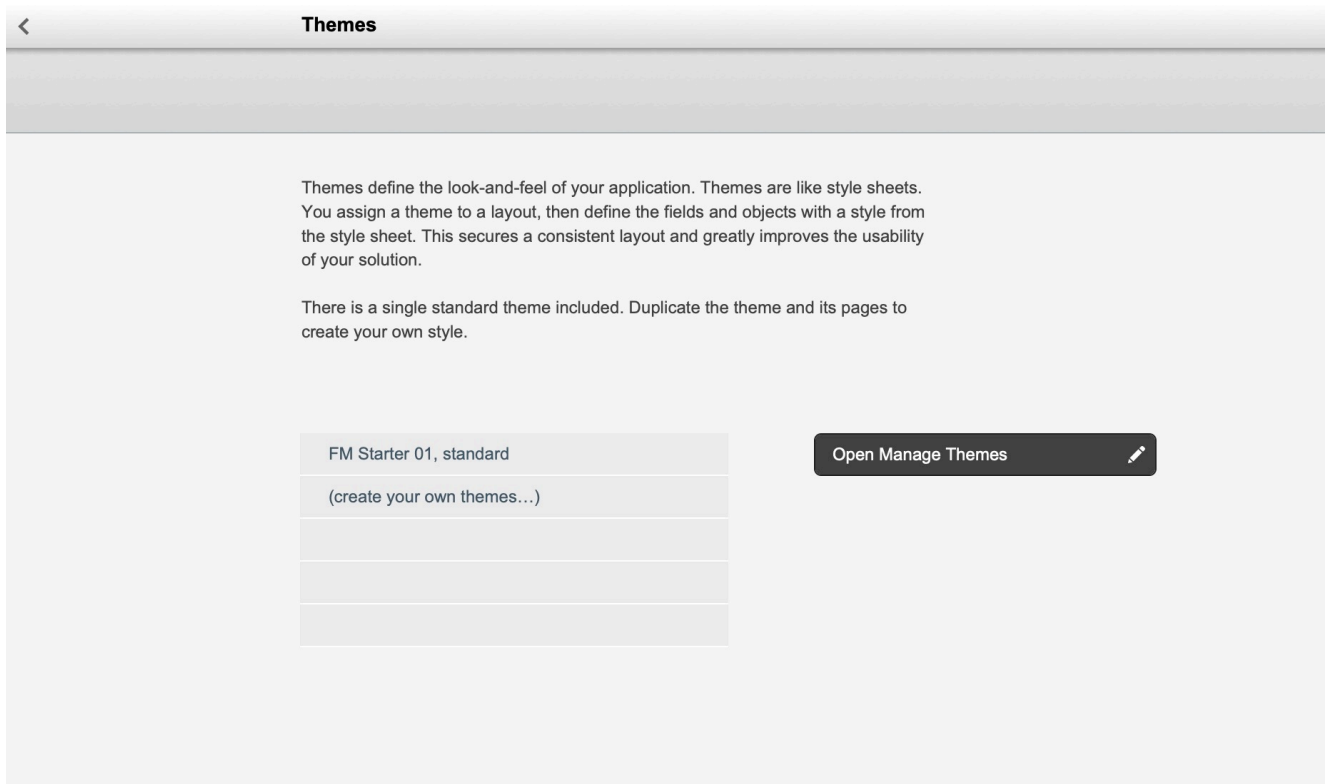 Themes
Themes define the look-and-feel of your application. Themes are like style sheets.
You assign a theme to a layout, then define the fields and objects with a style from
the style sheet. This secures a consistent layout and greatly improves the usability
of your solution.
There is a single standard theme included. Duplicate the theme and its pages to
create your own style.
FM Starter 01, standard
Open Manage Themes
(create your own themes…)